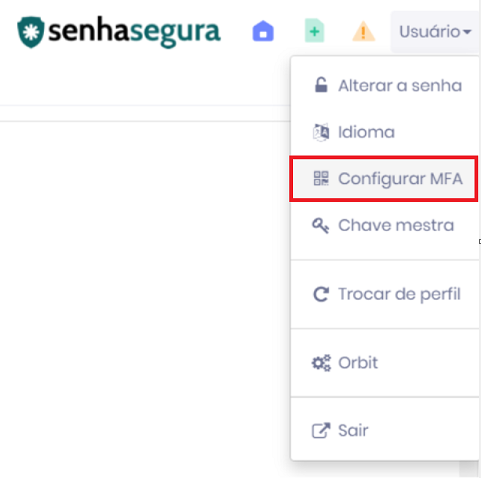 senhasegura
Usuário
Alterar a senha
Idioma
Configurar MFA
Chave mestra
Trocar de perfil
Orbit
Sair